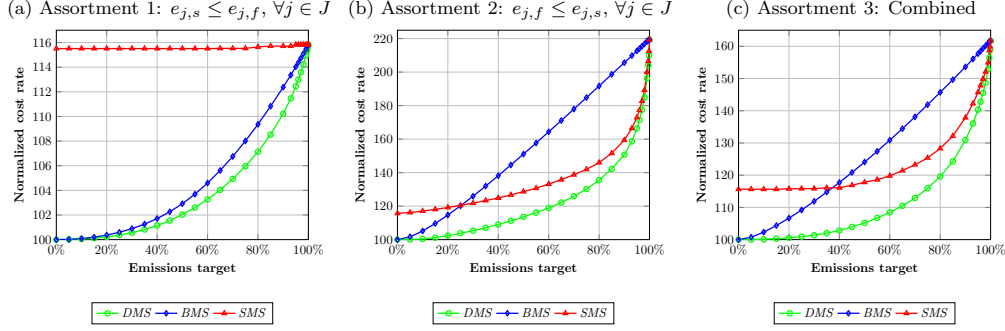 (a) Assortment 1: e_{j,s} ≤ e_{j,f}, ∀j ∈ J
(b) Assortment 2: e_{j,f} ≤ e_{j,s}, ∀j ∈ J
(c) Assortment 3: Combined
Normalized cost rate
116
114
112
110
108
106
104
102
100
0% 20% 40% 60% 80% 100%
Emissions target
DMS BMS SMS
Normalized cost rate
220
200
180
160
140
120
100
0% 20% 40% 60% 80% 100%
Emissions target
DMS BMS SMS
Normalized cost rate
160
150
140
130
120
110
100
0% 20% 40% 60% 80% 100%
Emissions target
DMS BMS SMS